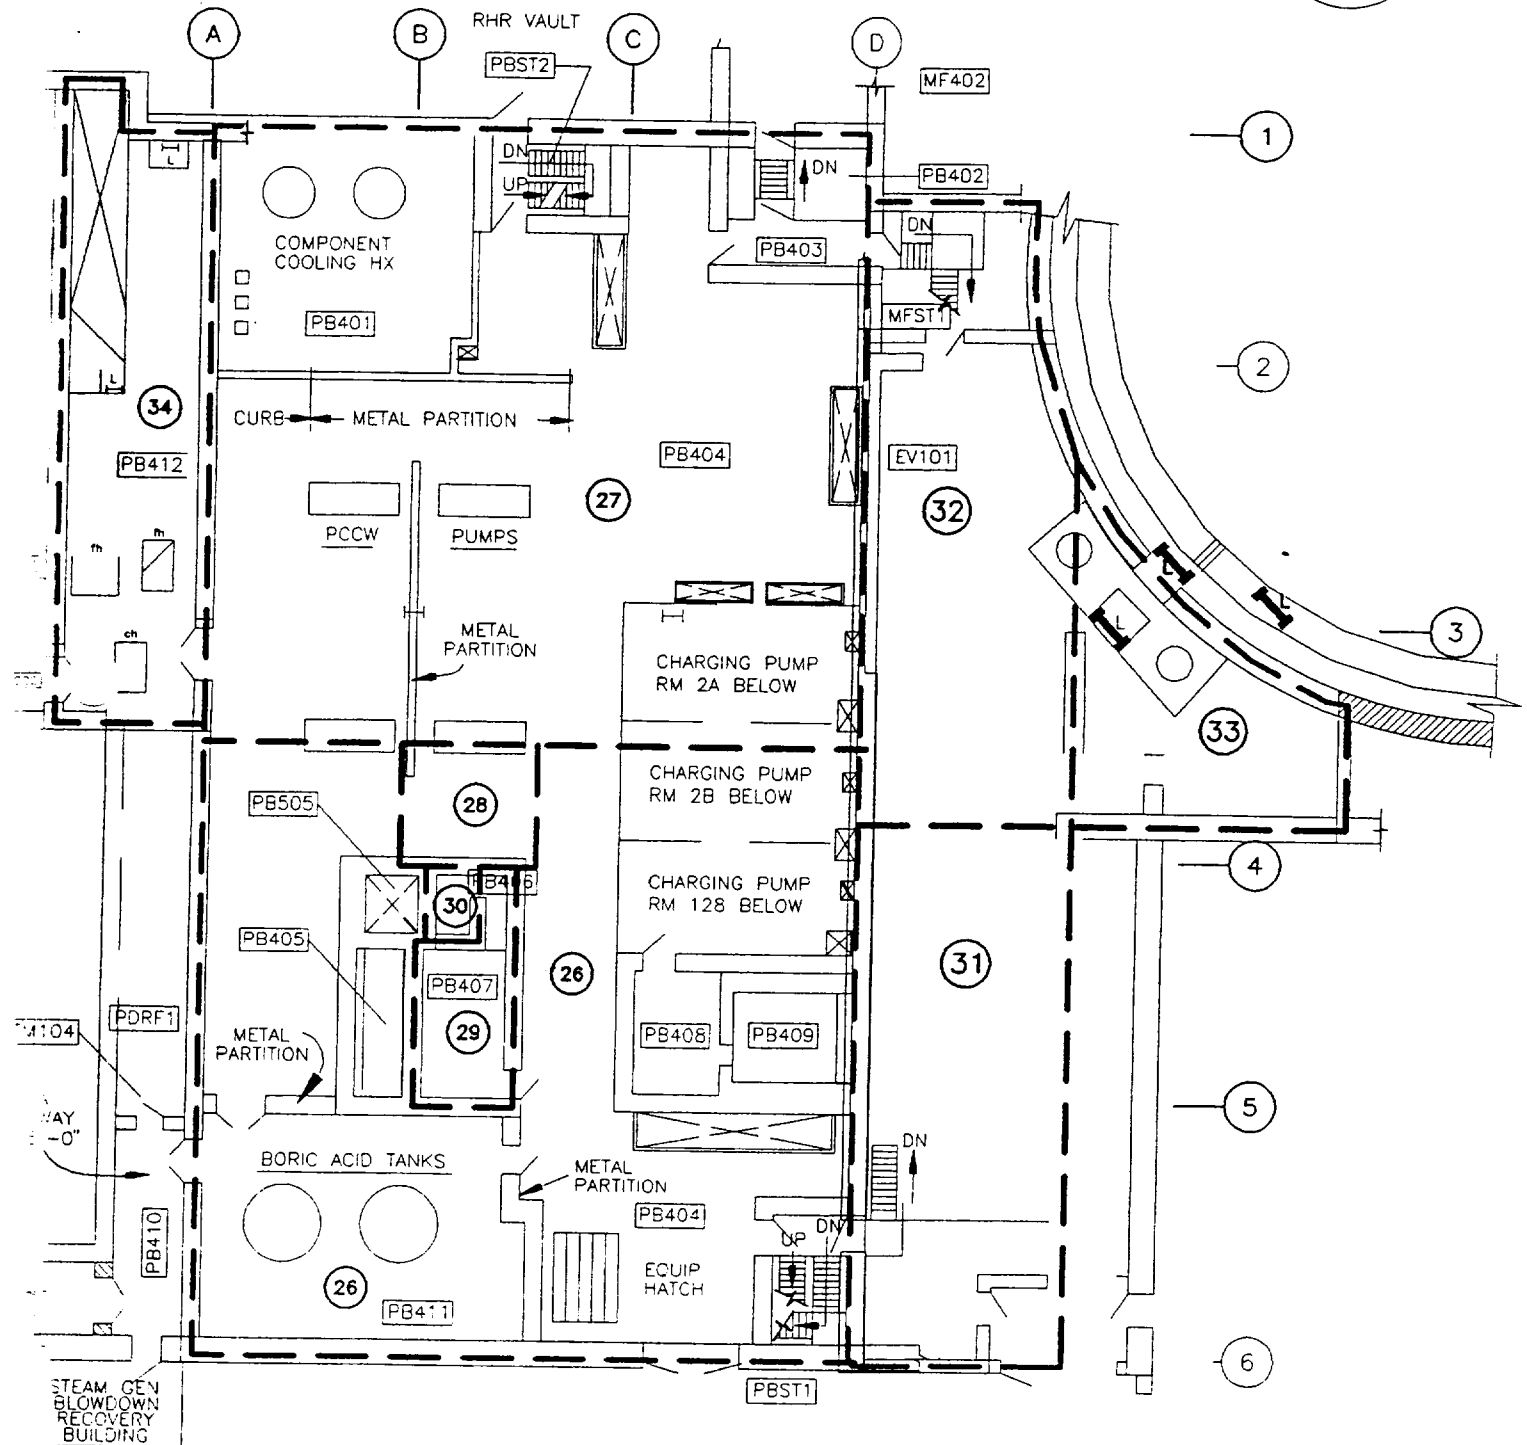 RHR VAULT
A
B
C
D
PBST2
MF402
1
DN
UP
DN
PB402
L
DN
COMPONENT
COOLING HX
PB403
PB401
MFST1
2
L
34
CURB
METAL PARTITION
PB412
PB404
EV101
27
32
PCCW
PUMPS
fh
fh
L
L
L
ch
METAL
PARTITION
3
CHARGING PUMP
RM 2A BELOW
33
CHARGING PUMP
RM 2B BELOW
PB505
28
4
CHARGING PUMP
RM 128 BELOW
30
PB405
26
31
PB407
PDRF1
29
PB408
PB409
METAL
PARTITION
5
BORIC ACID TANKS
DN
METAL
PARTITION
PB404
PB410
UP
DN
EQUIP
HATCH
26
PB411
6
PBST1
STEAM GEN
BLOWDOWN
RECOVERY
BUILDING